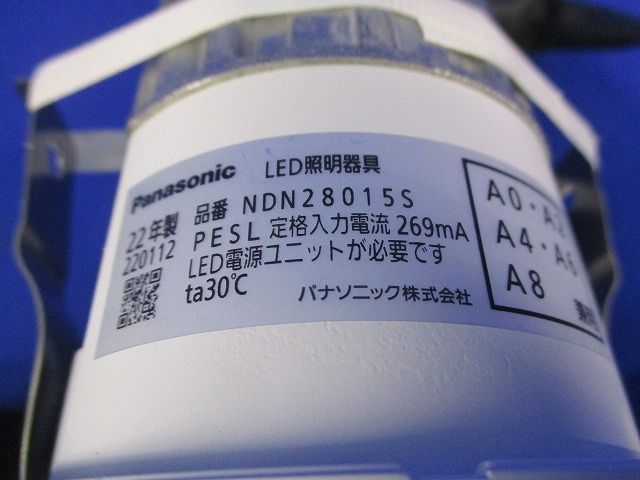 Panasonic LED照明器具
22年製 品番 NDN28015S
220112 PESL 定格入力電流 269mA
LED電源ユニットが必要です
ta30℃ パナソニック株式会社
A0・A2
A4・A6
A8